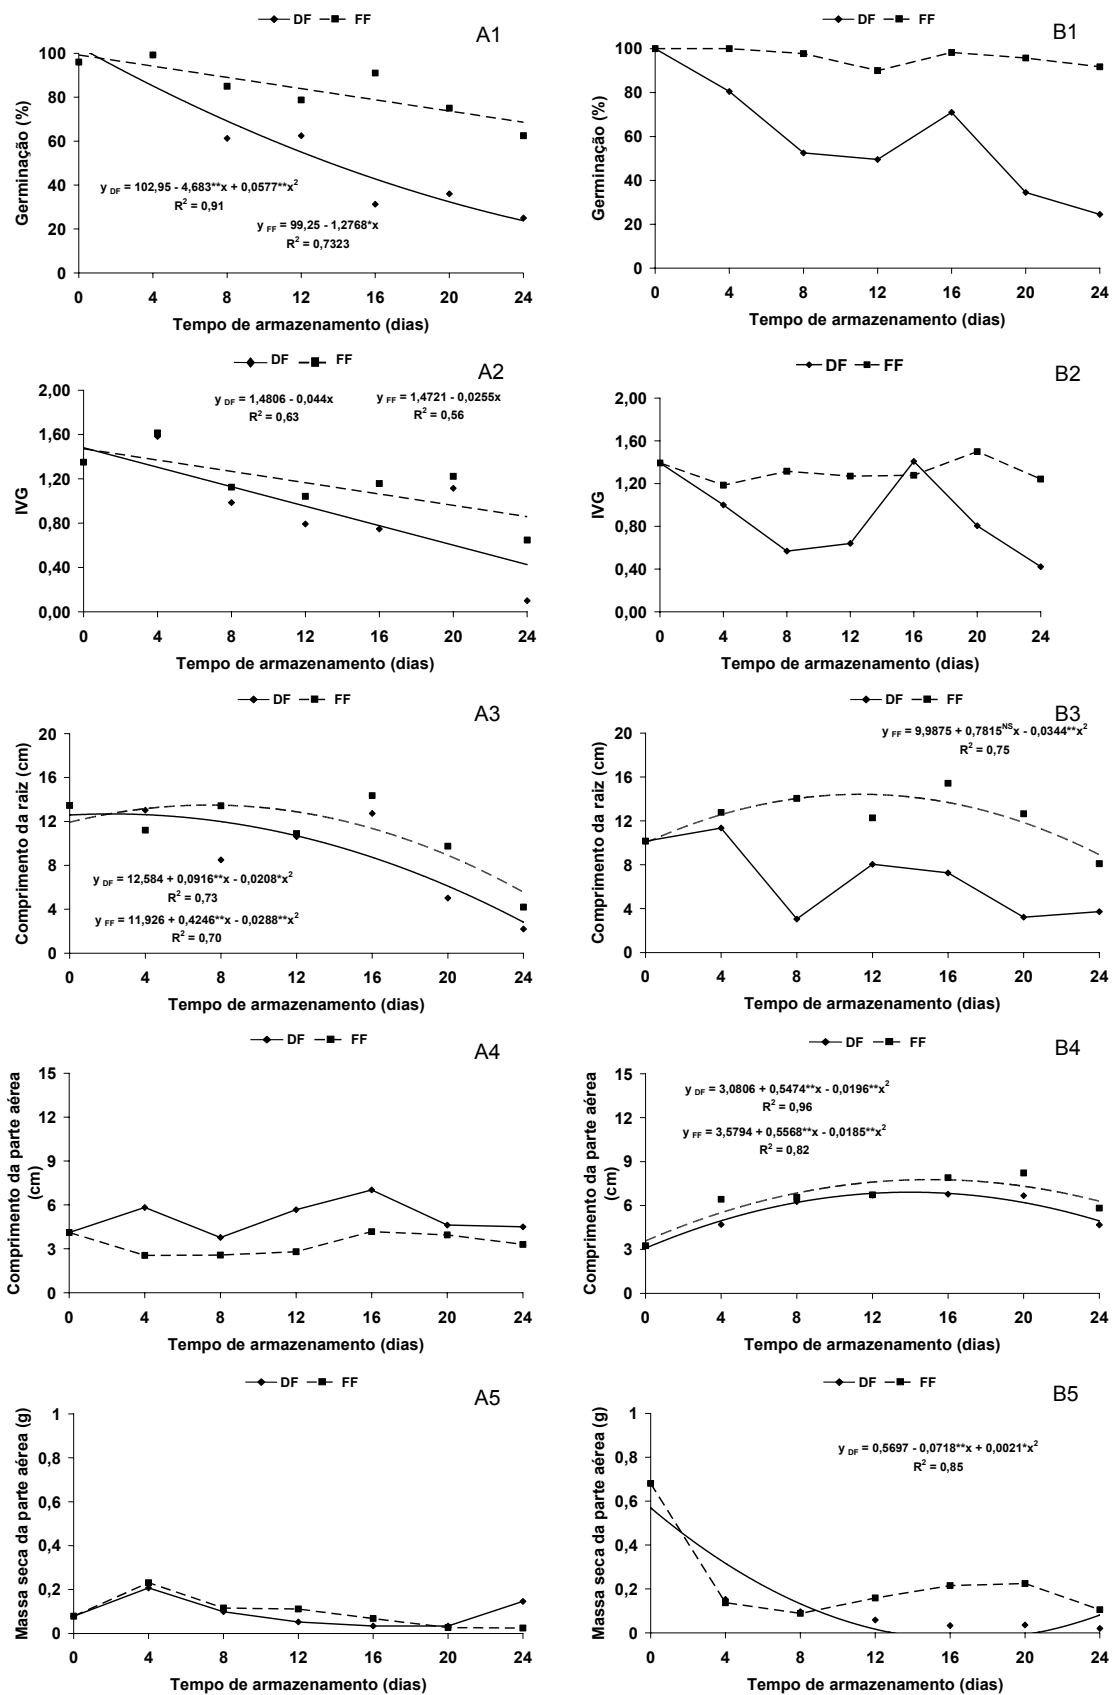 DF FF
A1
100
80
60
40
20
0
Germinação (%)
y DF = 102,95 - 4,683**x + 0,0577**x²
R² = 0,91
y FF = 99,25 - 1,2768*x
R² = 0,7323
0 4 8 12 16 20 24
Tempo de armazenamento (dias)
DF FF
B1
100
80
60
40
20
0
Germinação (%)
0 4 8 12 16 20 24
Tempo de armazenamento (dias)
DF FF
A2
y DF = 1,4806 - 0,044x
R² = 0,63
y FF = 1,4721 - 0,0255x
R² = 0,56
2,00
1,60
1,20
0,80
0,40
0,00
IVG
0 4 8 12 16 20 24
Tempo de armazenamento (dias)
DF FF
B2
2,00
1,60
1,20
0,80
0,40
0,00
IVG
0 4 8 12 16 20 24
Tempo de armazenamento (dias)
DF FF
A3
20
16
12
8
4
0
Comprimento da raiz (cm)
y DF = 12,584 + 0,0916**x - 0,0208*x²
R² = 0,73
y FF = 11,926 + 0,4246**x - 0,0288**x²
R² = 0,70
0 4 8 12 16 20 24
Tempo de armazenamento (dias)
DF FF
B3
y FF = 9,9875 + 0,7815ᴺˢx - 0,0344**x²
R² = 0,75
20
16
12
8
4
0
Comprimento da raiz (cm)
0 4 8 12 16 20 24
Tempo de armazenamento (dias)
DF FF
A4
15
12
9
6
3
0
Comprimento da parte aérea
(cm)
0 4 8 12 16 20 24
Tempo de armazenamento (dias)
DF FF
B4
y DF = 3,0806 + 0,5474**x - 0,0196**x²
R² = 0,96
y FF = 3,5794 + 0,5568**x - 0,0185**x²
R² = 0,82
15
12
9
6
3
0
Comprimento da parte aérea
(cm)
0 4 8 12 16 20 24
Tempo de armazenamento (dias)
DF FF
A5
1
0,8
0,6
0,4
0,2
0
Massa seca da parte aérea (g)
0 4 8 12 16 20 24
Tempo de armazenamento (dias)
DF FF
B5
y DF = 0,5697 - 0,0718**x + 0,0021*x²
R² = 0,85
1
0,8
0,6
0,4
0,2
0
Massa seca da parte aérea (g)
0 4 8 12 16 20 24
Tempo de armazenamento (dias)